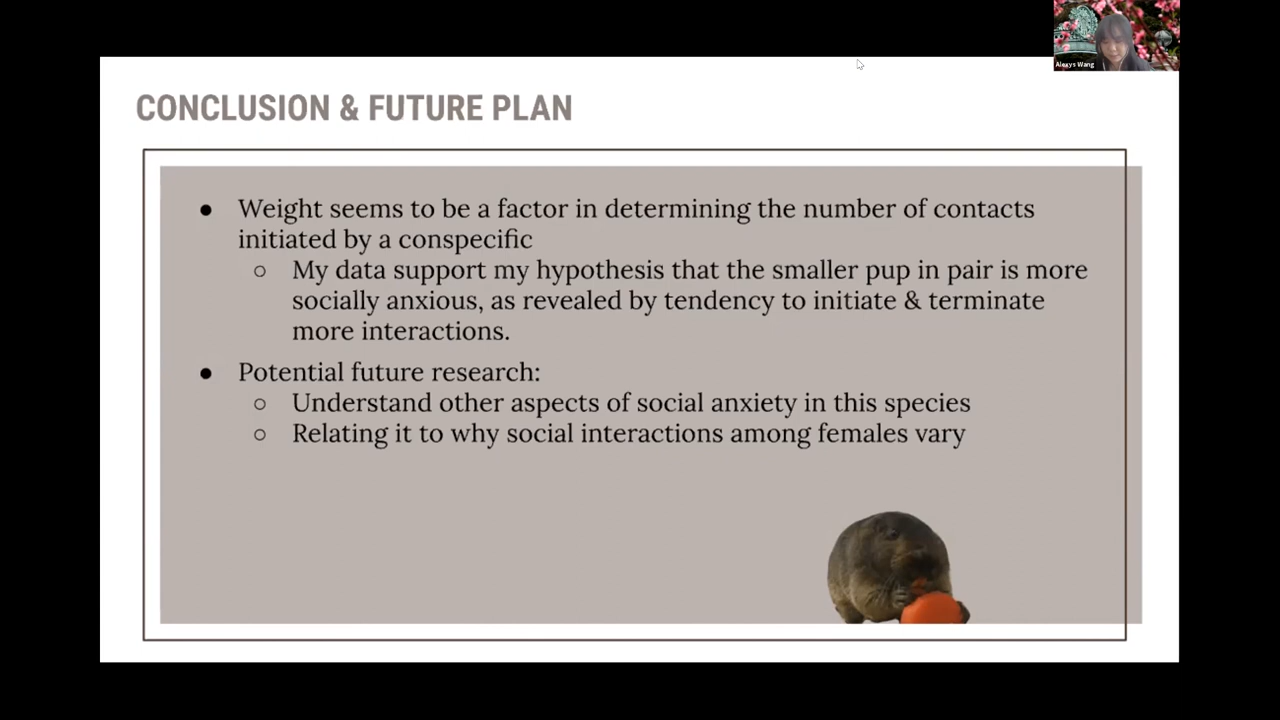 Alexys Wang
CONCLUSION & FUTURE PLAN
● Weight seems to be a factor in determining the number of contacts
initiated by a conspecific
○ My data support my hypothesis that the smaller pup in pair is more
socially anxious, as revealed by tendency to initiate & terminate
more interactions.
● Potential future research:
○ Understand other aspects of social anxiety in this species
○ Relating it to why social interactions among females vary